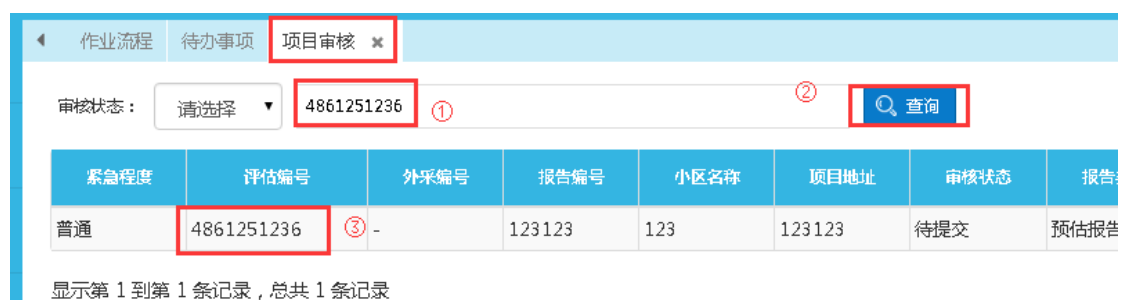 作业流程 待办事项 项目审核 ×
审核状态： 请选择 4861251236 ① ② 查询
紧急程度 评估编号 外采编号 报告编号 小区名称 项目地址 审核状态 报告
普通 4861251236 ③ - 123123 123 123123 待提交 预估报告
显示第 1 到第 1 条记录，总共 1 条记录